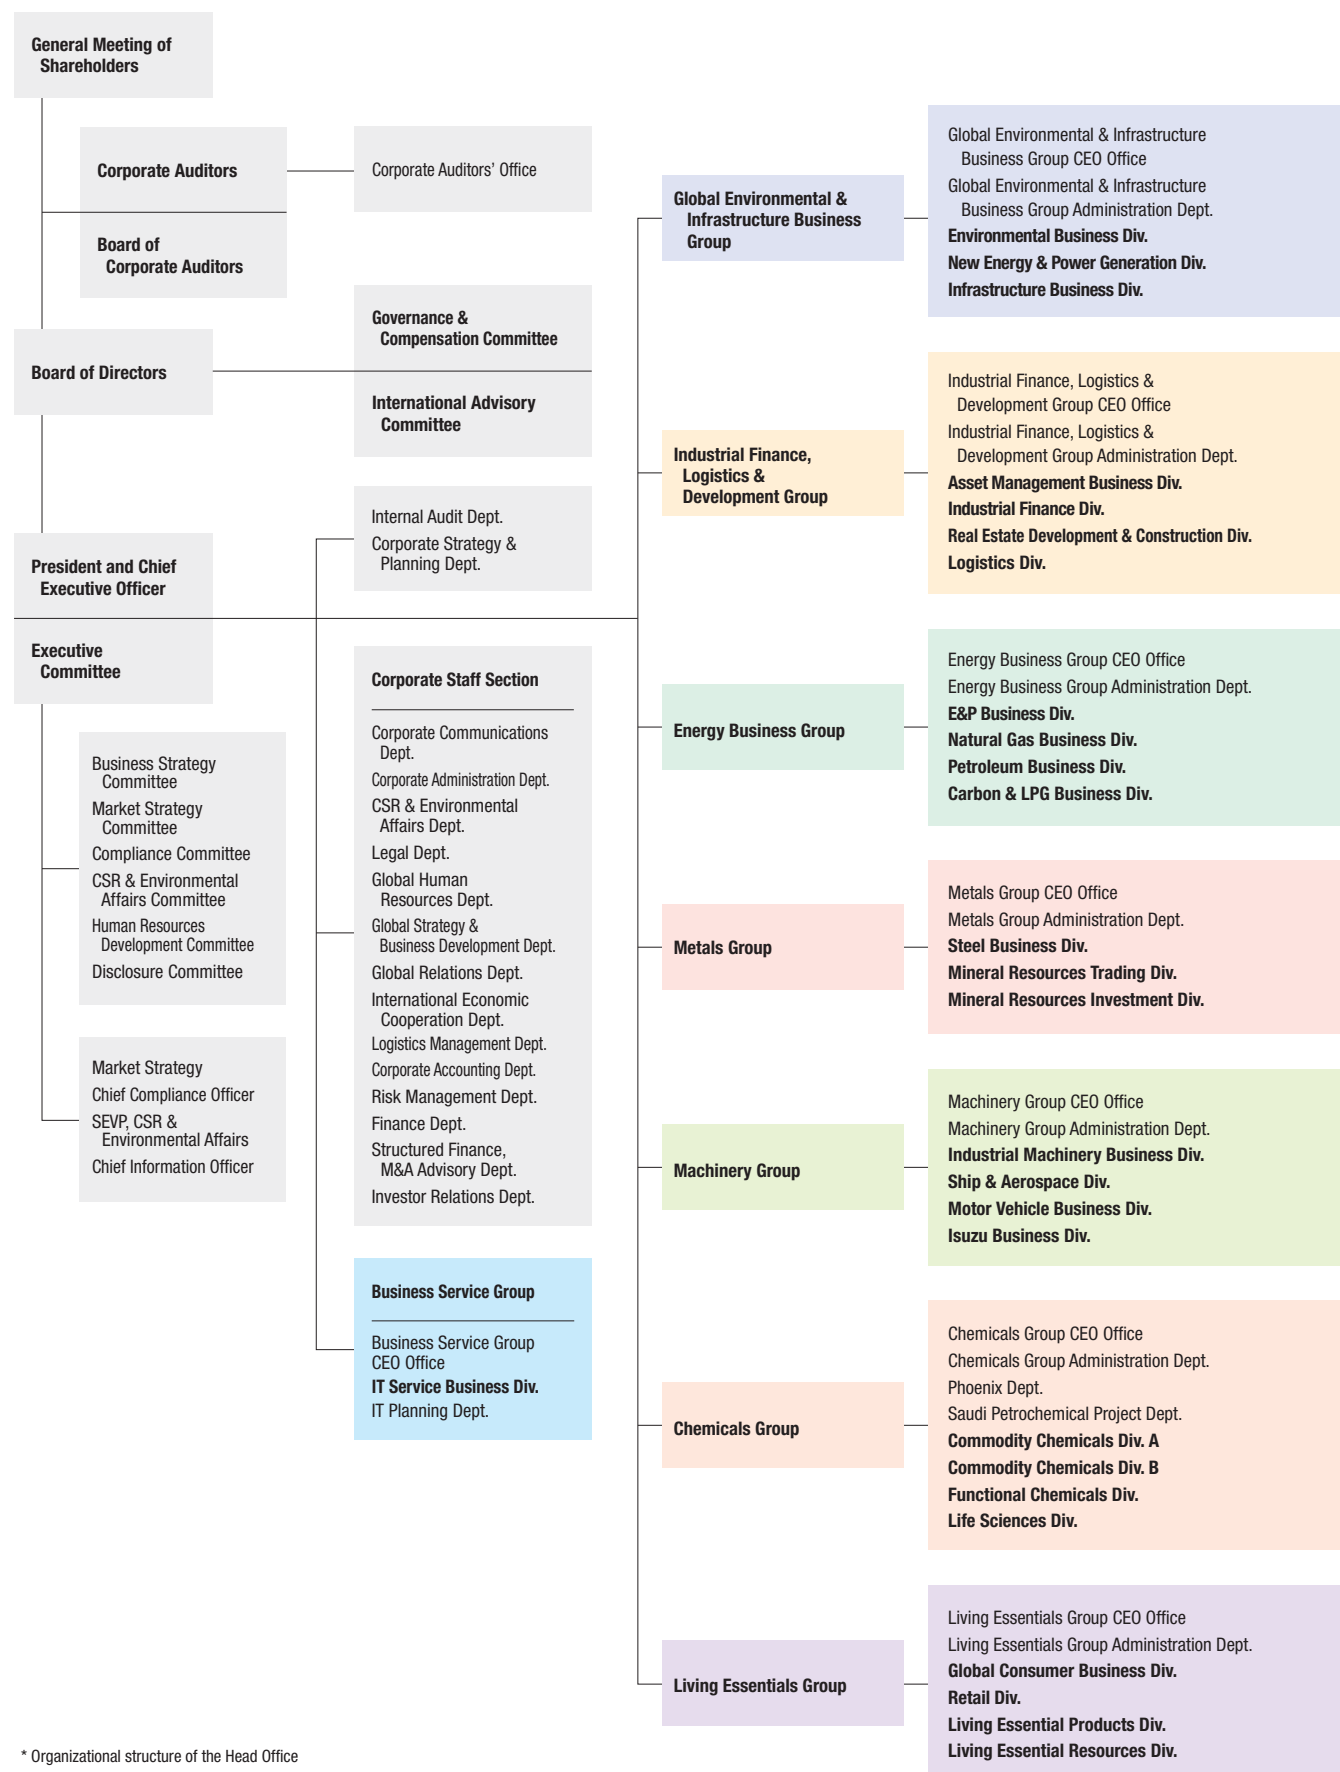 General Meeting of
Shareholders
Corporate Auditors
Board of
Corporate Auditors
Corporate Auditors' Office
Board of Directors
Governance &
Compensation Committee
International Advisory
Committee
President and Chief
Executive Officer
Executive
Committee
Business Strategy
Committee
Market Strategy
Committee
Compliance Committee
CSR & Environmental
Affairs Committee
Human Resources
Development Committee
Disclosure Committee
Market Strategy
Chief Compliance Officer
SEVP, CSR &
Environmental Affairs
Chief Information Officer
Internal Audit Dept.
Corporate Strategy &
Planning Dept.
Corporate Staff Section
Corporate Communications
Dept.
Corporate Administration Dept.
CSR & Environmental
Affairs Dept.
Legal Dept.
Global Human
Resources Dept.
Global Strategy &
Business Development Dept.
Global Relations Dept.
International Economic
Cooperation Dept.
Logistics Management Dept.
Corporate Accounting Dept.
Risk Management Dept.
Finance Dept.
Structured Finance,
M&A Advisory Dept.
Investor Relations Dept.
Business Service Group
Business Service Group
CEO Office
IT Service Business Div.
IT Planning Dept.
Global Environmental &
Infrastructure Business
Group
Global Environmental & Infrastructure
Business Group CEO Office
Global Environmental & Infrastructure
Business Group Administration Dept.
Environmental Business Div.
New Energy & Power Generation Div.
Infrastructure Business Div.
Industrial Finance,
Logistics &
Development Group
Industrial Finance, Logistics &
Development Group CEO Office
Industrial Finance, Logistics &
Development Group Administration Dept.
Asset Management Business Div.
Industrial Finance Div.
Real Estate Development & Construction Div.
Logistics Div.
Energy Business Group
Energy Business Group CEO Office
Energy Business Group Administration Dept.
E&P Business Div.
Natural Gas Business Div.
Petroleum Business Div.
Carbon & LPG Business Div.
Metals Group
Metals Group CEO Office
Metals Group Administration Dept.
Steel Business Div.
Mineral Resources Trading Div.
Mineral Resources Investment Div.
Machinery Group
Machinery Group CEO Office
Machinery Group Administration Dept.
Industrial Machinery Business Div.
Ship & Aerospace Div.
Motor Vehicle Business Div.
Isuzu Business Div.
Chemicals Group
Chemicals Group CEO Office
Chemicals Group Administration Dept.
Phoenix Dept.
Saudi Petrochemical Project Dept.
Commodity Chemicals Div. A
Commodity Chemicals Div. B
Functional Chemicals Div.
Life Sciences Div.
Living Essentials Group
Living Essentials Group CEO Office
Living Essentials Group Administration Dept.
Global Consumer Business Div.
Retail Div.
Living Essential Products Div.
Living Essential Resources Div.
* Organizational structure of the Head Office